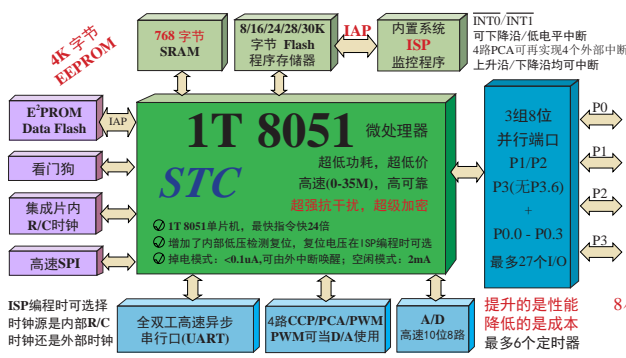 4K 字节
EEPROM
768 字节
SRAM
8/16/24/28/30K
字节 Flash
程序存储器
IAP
内置系统
ISP
监控程序
INT0/INT1
可下降沿/低电平中断
4路PCA可再实现4个外部中断
上升沿/下降沿均可中断
E²PROM
Data Flash
IAP
看门狗
集成片内
R/C时钟
高速SPI
1T 8051 微处理器
STC
超低功耗，超低价
高速(0-35M)，高可靠
超强抗干扰，超级加密
1T 8051单片机，最快指令快24倍
增加了内部低压检测复位，复位电压在ISP编程时可选
掉电模式：<0.1uA,可由外中断唤醒；空闲模式：2mA
3组8位
并行端口
P1/P2
P3(无P3.6)
+
P0.0 - P0.3
最多27个I/O
P0
P1
P2
P3
ISP编程时可选择
时钟源是内部R/C
时钟还是外部时钟
全双工高速异步
串行口(UART)
4路CCP/PCA/PWM
PWM可当D/A使用
A/D
高速10位8路
提升的是性能
降低的是成本
最多6个定时器